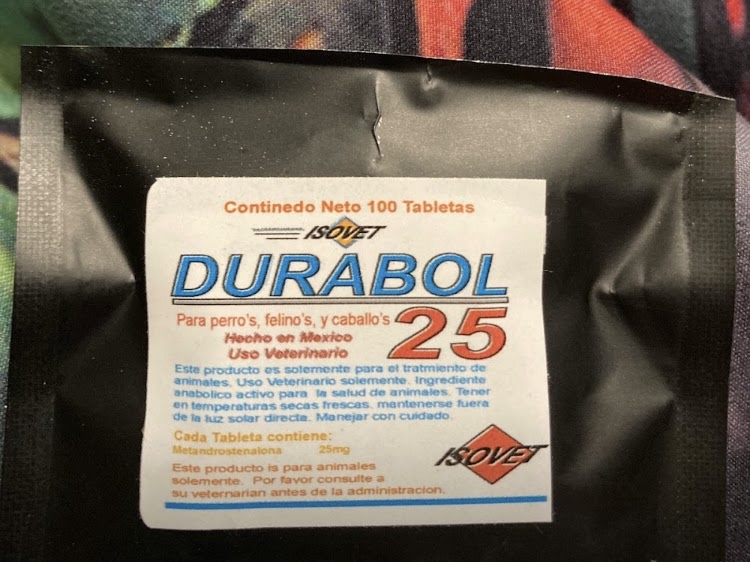 Continedo Neto 100 Tabletas
ISOVET
DURABOL
Para perro's, felino's, y caballo's
25
Hecho en Mexico
Uso Veterinario
Este producto es solemente para el tratmiento de
animales. Uso Veterinario solemente. Ingrediente
anabolico activo para la salud de animales. Tener
en temperaturas secas frescas. mantenerse fuera
de la luz solar directa. Manejar con cuidado.
Cada Tableta contiene:
Metandrostenalona 25mg
ISOVET
Este producto is para animales
solemente. Por favor consulte a
su veternarian antes de la administracion.